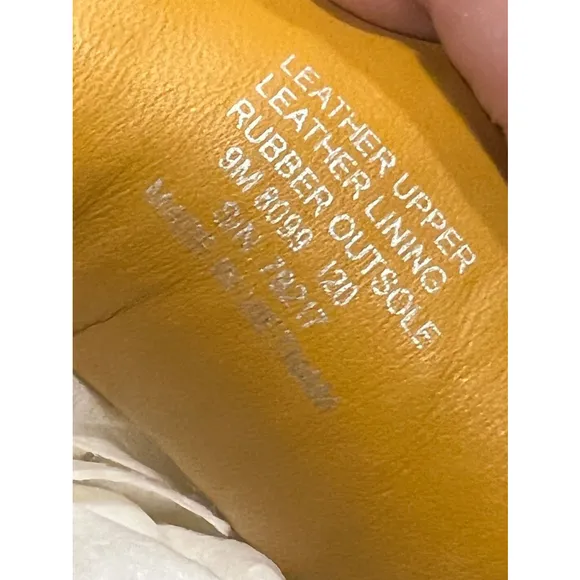 LEATHER UPPER
LEATHER LINING
RUBBER OUTSOLE
9M 8099 120
S/N 78217